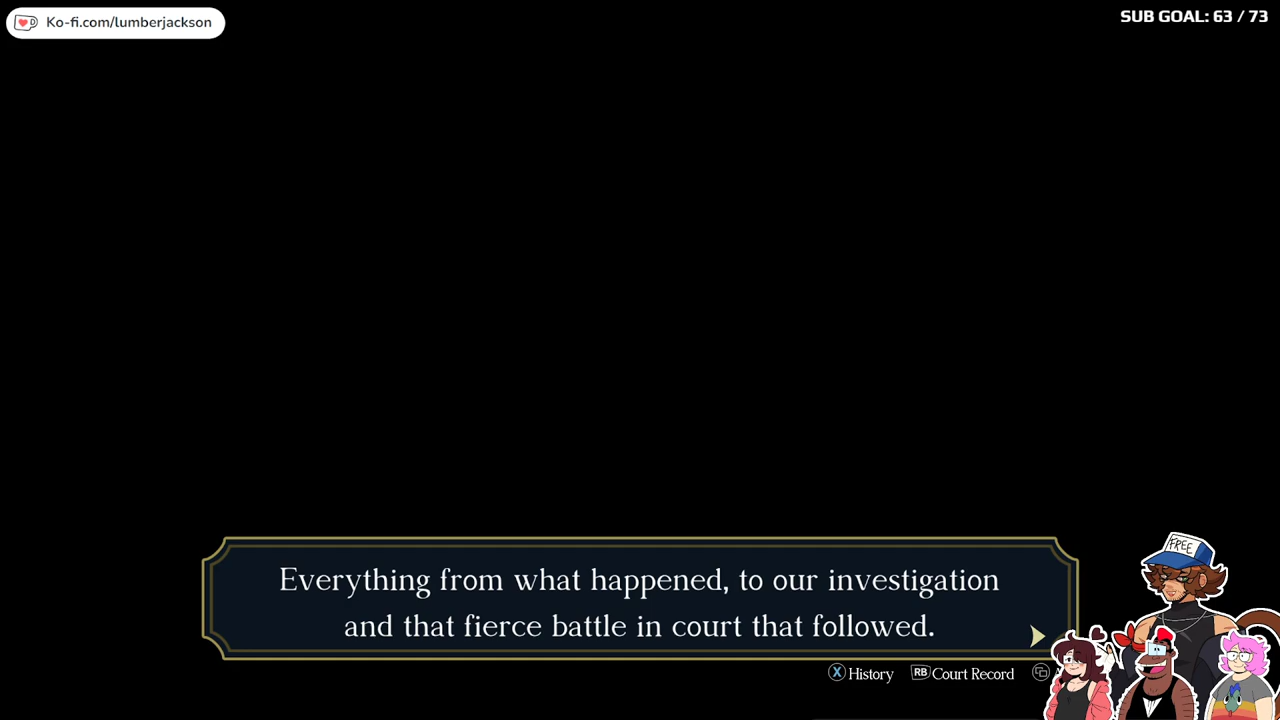 Ko-fi.com/lumberjackson
SUB GOAL: 63 / 73
Everything from what happened, to our investigation
and that fierce battle in court that followed.
X History RB Court Record
FREE